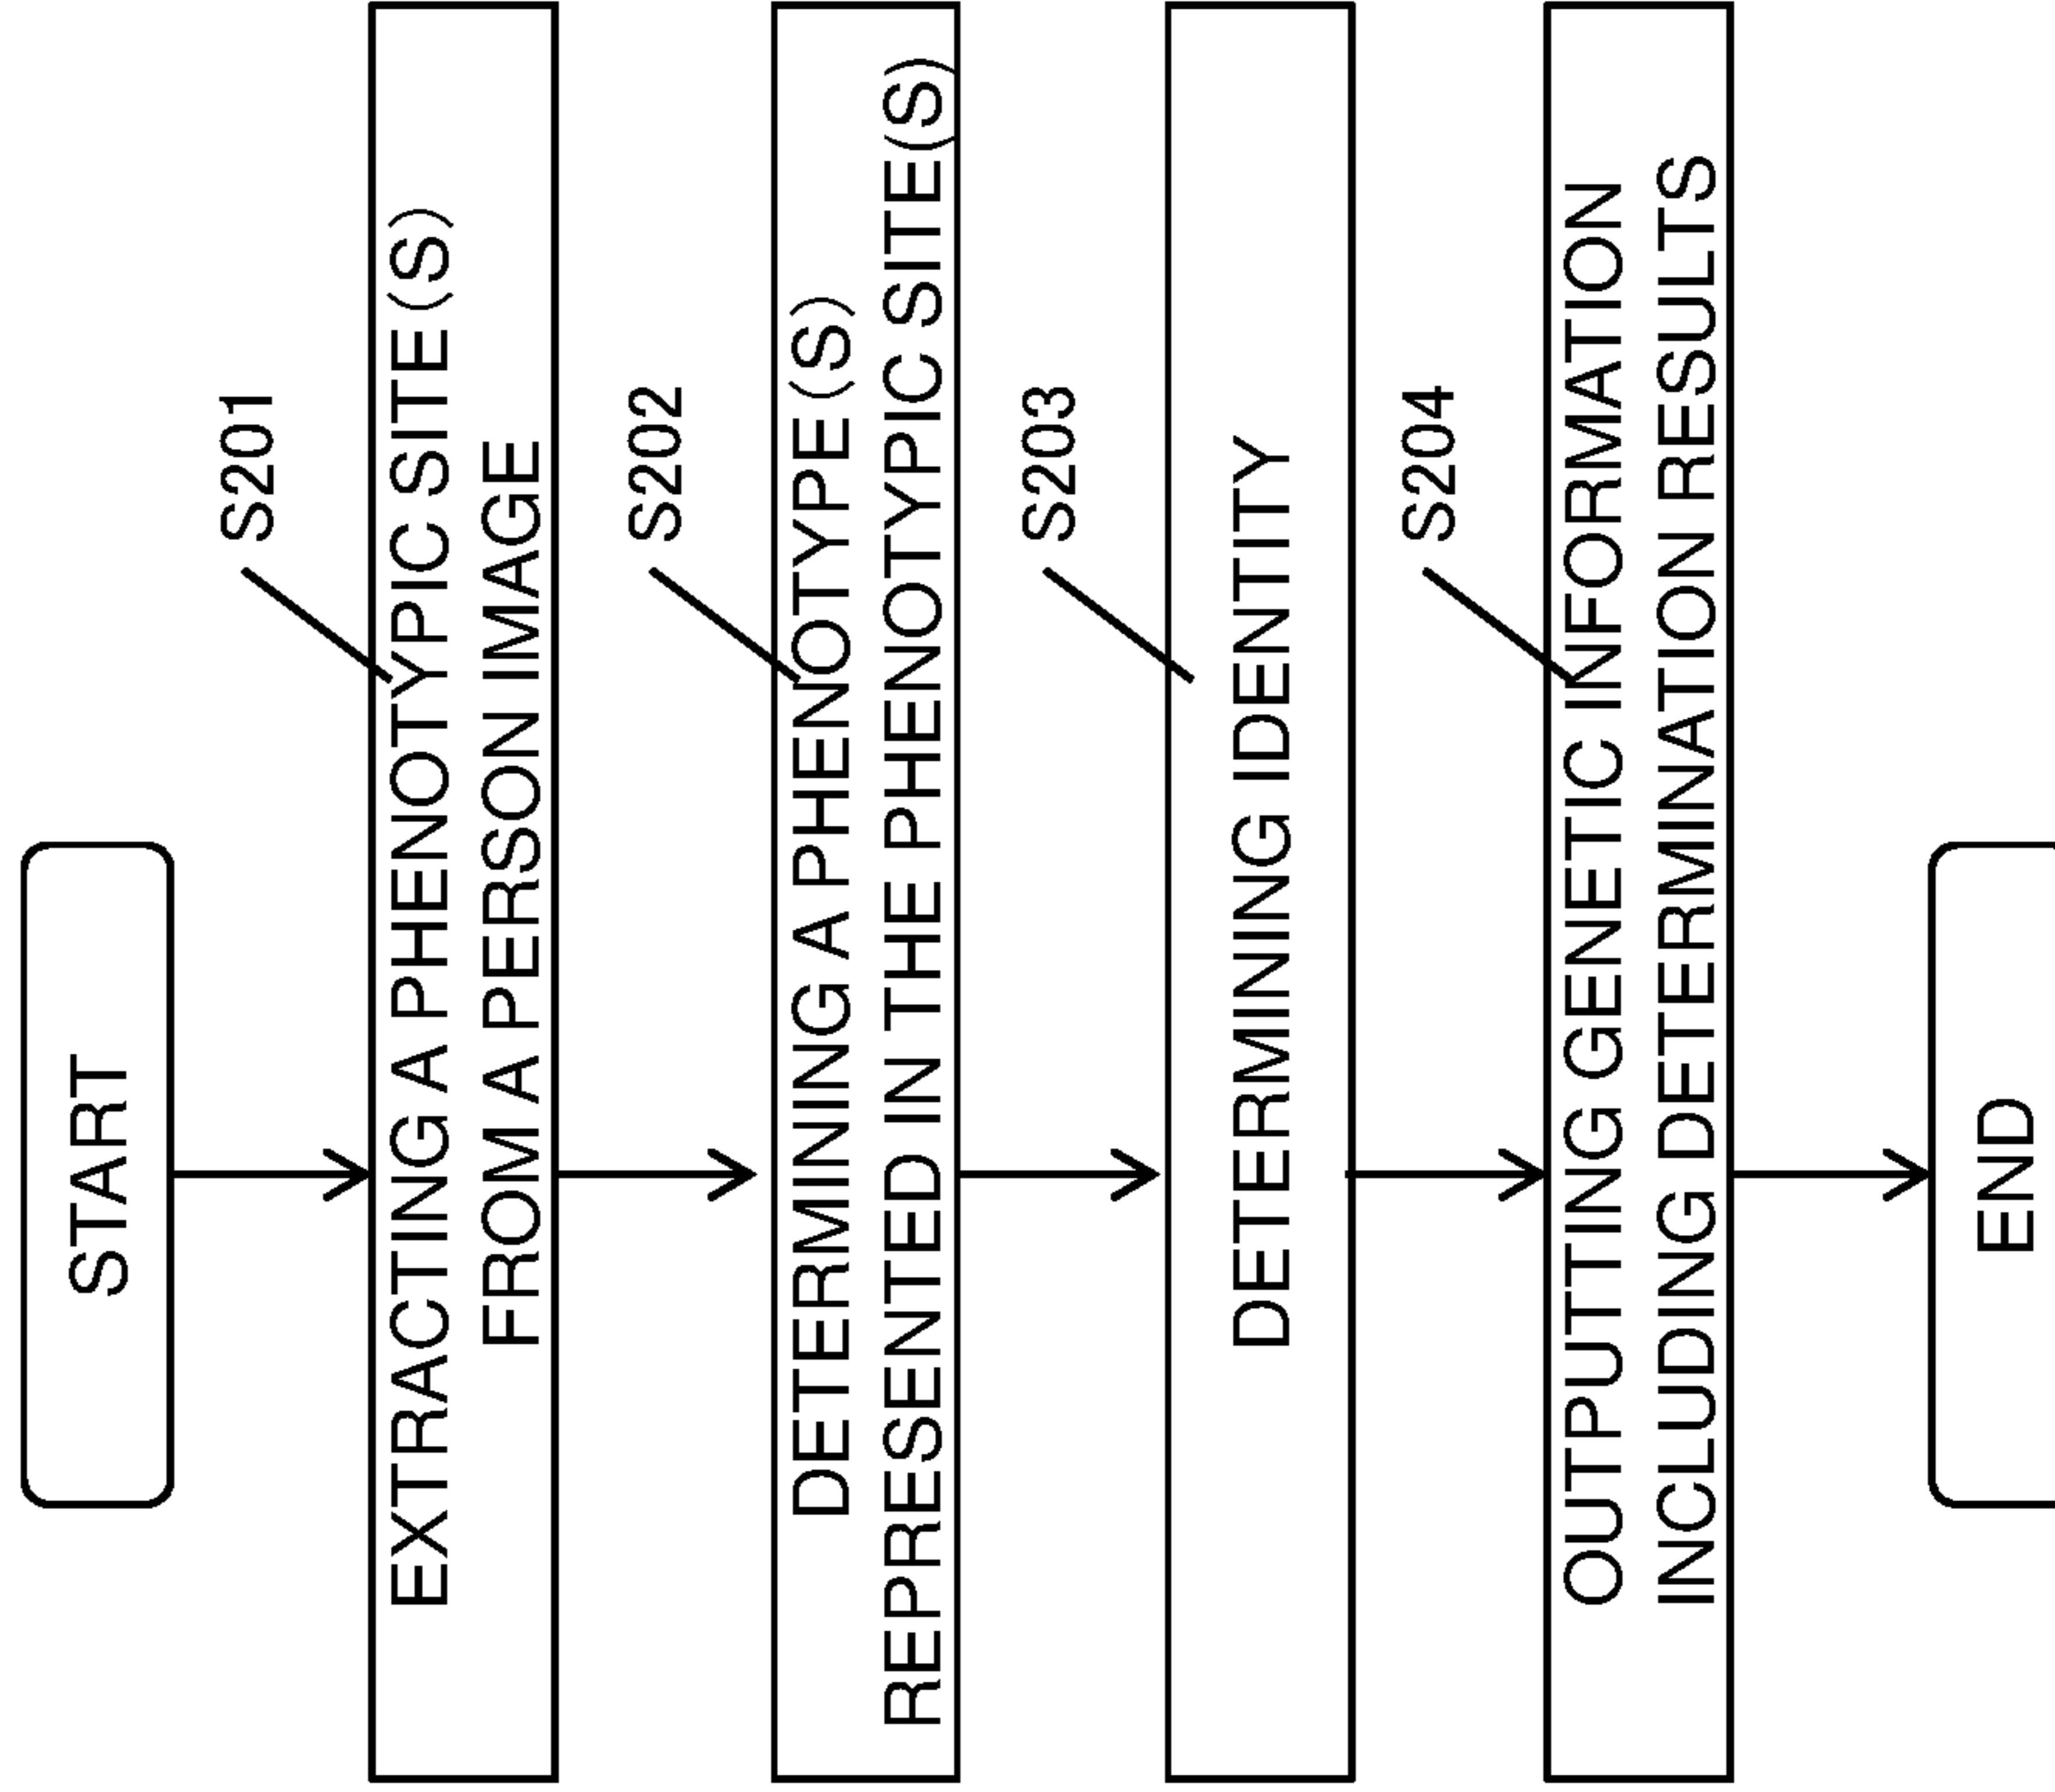 START
S201
EXTRACTING A PHENOTYPIC SITE(S)
FROM A PERSON IMAGE
S202
DETERMINING A PHENOTYPE(S)
REPRESENTED IN THE PHENOTYPIC SITE(S)
S203
DETERMINING IDENTITY
S204
OUTPUTTING GENETIC INFORMATION
INCLUDING DETERMINATION RESULTS
END